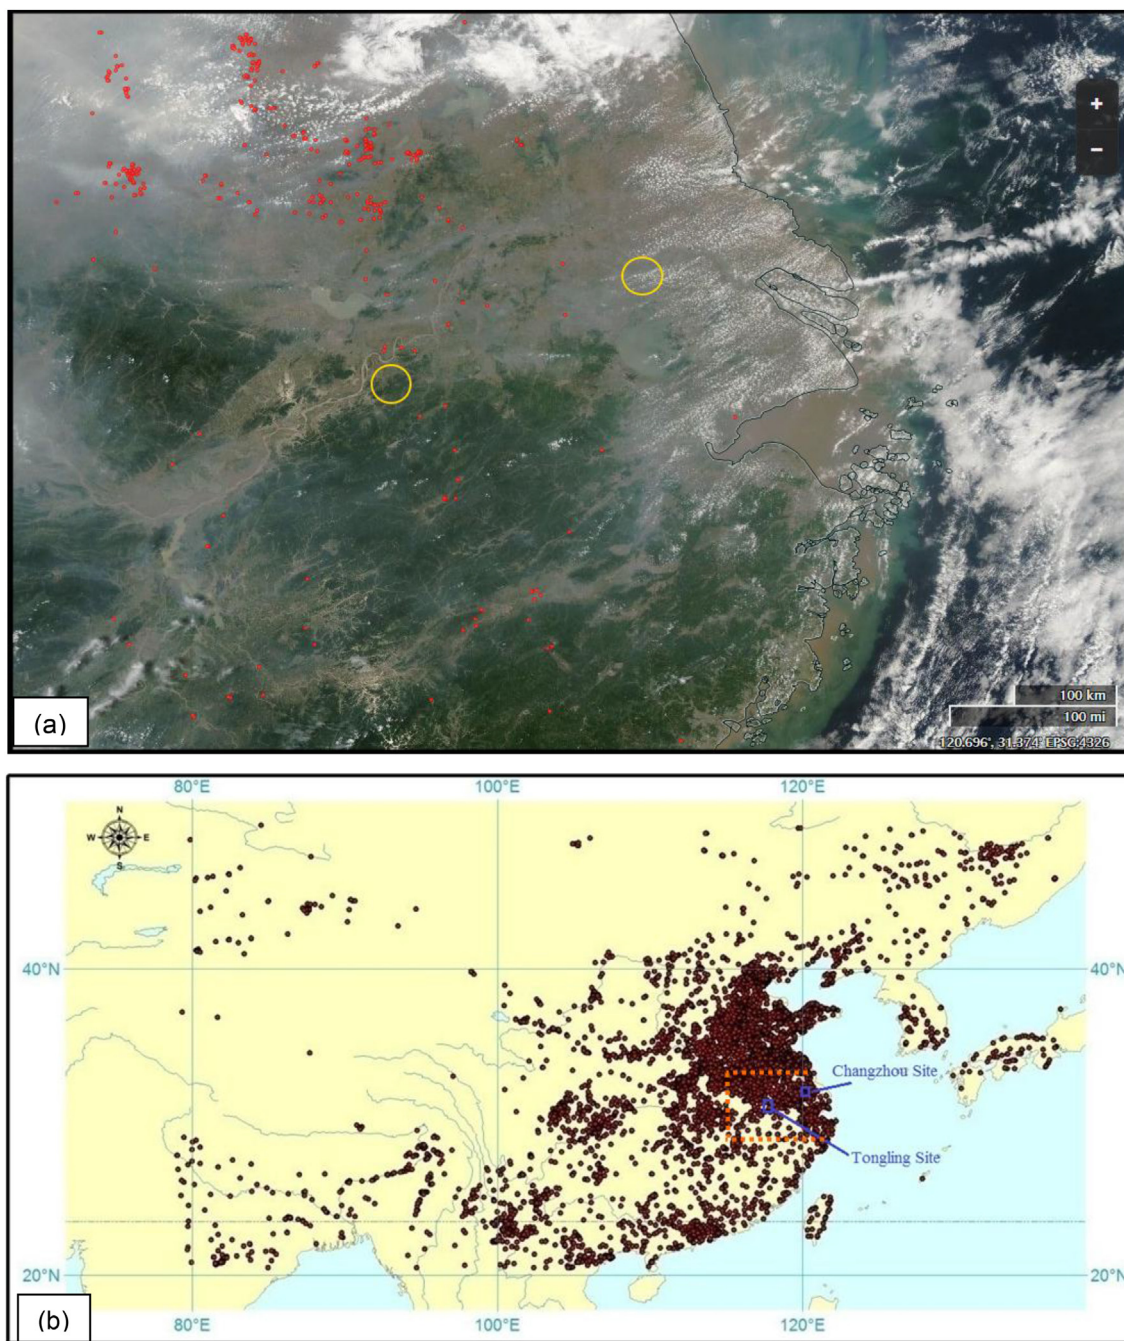 +
−
(a)
100 km
100 mi
120.696°, 31.374° EPSG:4326
80°E 100°E 120°E
N
W E
S
40°N 40°N
Changzhou Site
Tongling Site
20°N 20°N
(b)
80°E 100°E 120°E